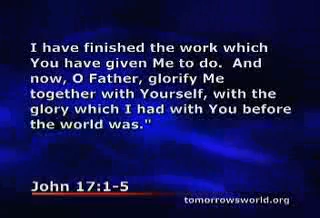 I have finished the work which
You have given Me to do.  And
now, O Father, glorify Me
together with Yourself, with the
glory which I had with You before
the world was."
John 17:1-5
tomorrowsworld.org